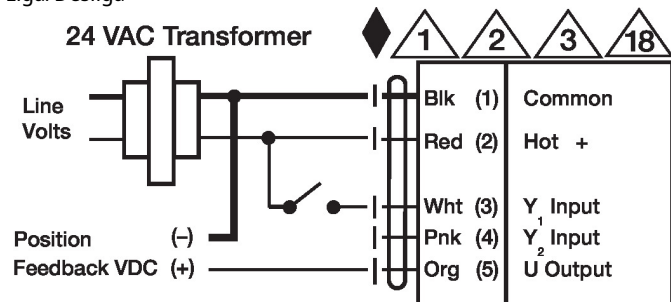 24 VAC Transformer
1 2 3 18
Line
Volts
Blk (1) Common
Red (2) Hot +
Wht (3) Y1 Input
Pnk (4) Y2 Input
Org (5) U Output
Position (–)
Feedback VDC (+)